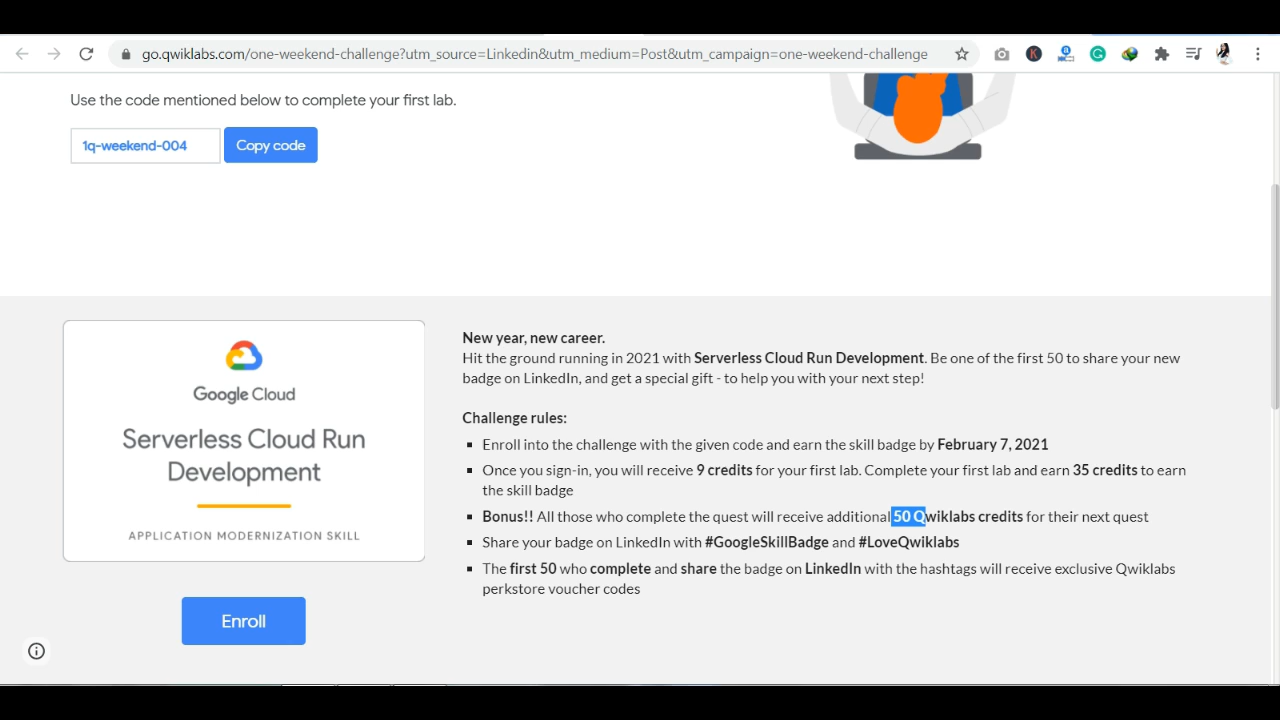 go.qwiklabs.com/one-weekend-challenge?utm_source=Linkedin&utm_medium=Post&utm_campaign=one-weekend-challenge
Use the code mentioned below to complete your first lab.
1q-weekend-004
Copy code
Google Cloud
Serverless Cloud Run
Development
APPLICATION MODERNIZATION SKILL
Enroll
New year, new career.
Hit the ground running in 2021 with Serverless Cloud Run Development. Be one of the first 50 to share your new
badge on LinkedIn, and get a special gift - to help you with your next step!
Challenge rules:
Enroll into the challenge with the given code and earn the skill badge by February 7, 2021
Once you sign-in, you will receive 9 credits for your first lab. Complete your first lab and earn 35 credits to earn
the skill badge
Bonus!! All those who complete the quest will receive additional 50 Qwiklabs credits for their next quest
Share your badge on LinkedIn with #GoogleSkillBadge and #LoveQwiklabs
The first 50 who complete and share the badge on LinkedIn with the hashtags will receive exclusive Qwiklabs
perkstore voucher codes